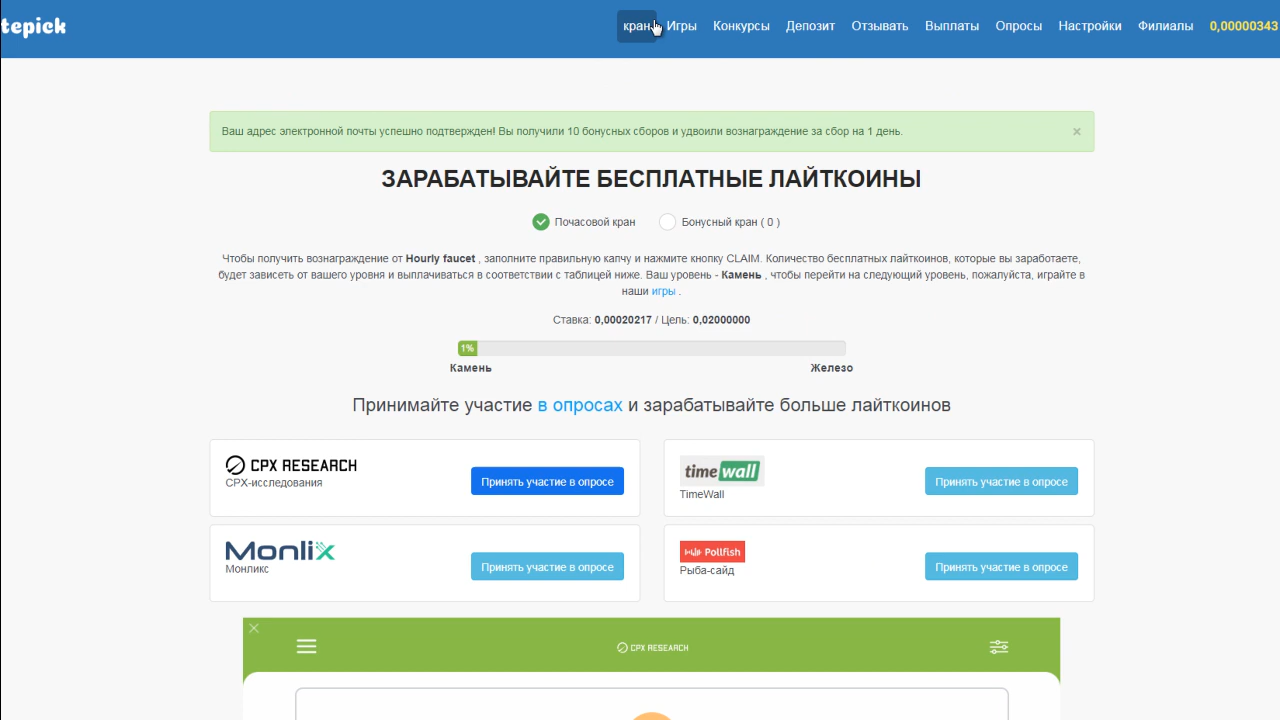 tepick
кран Игры Конкурсы Депозит Отзывать Выплаты Опросы Настройки Филиалы 0,00000343
Ваш адрес электронной почты успешно подтвержден! Вы получили 10 бонусных сборов и удвоили вознаграждение за сбор на 1 день. ×
ЗАРАБАТЫВАЙТЕ БЕСПЛАТНЫЕ ЛАЙТКОИНЫ
Почасовой кран Бонусный кран ( 0 )
Чтобы получить вознаграждение от Hourly faucet , заполните правильную капчу и нажмите кнопку CLAIM. Количество бесплатных лайткоинов, которые вы заработаете,
будет зависеть от вашего уровня и выплачиваться в соответствии с таблицей ниже. Ваш уровень - Камень , чтобы перейти на следующий уровень, пожалуйста, играйте в
наши игры .
Ставка: 0,00020217 / Цель: 0,02000000
1%
Камень Железо
Принимайте участие в опросах и зарабатывайте больше лайткоинов
CPX RESEARCH
CPX-исследования
Принять участие в опросе
timewall
TimeWall
Принять участие в опросе
Monlix
Монликс
Принять участие в опросе
Pollfish
Рыба-сайд
Принять участие в опросе
CPX RESEARCH